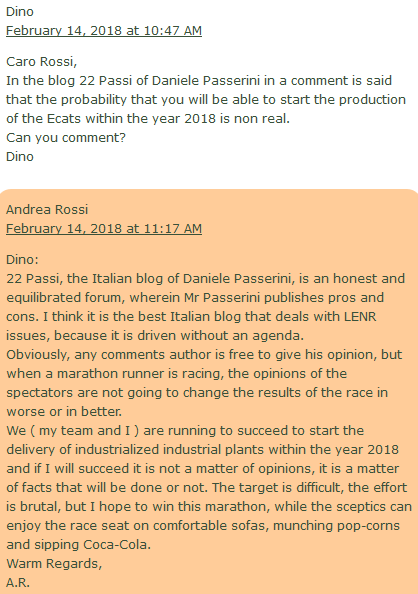 Dino
February 14, 2018 at 10:47 AM
Caro Rossi,
In the blog 22 Passi of Daniele Passerini in a comment is said
that the probability that you will be able to start the production
of the Ecats within the year 2018 is non real.
Can you comment?
Dino
Andrea Rossi
February 14, 2018 at 11:17 AM
Dino:
22 Passi, the Italian blog of Daniele Passerini, is an honest and
equilibrated forum, wherein Mr Passerini publishes pros and
cons. I think it is the best Italian blog that deals with LENR
issues, because it is driven without an agenda.
Obviously, any comments author is free to give his opinion, but
when a marathon runner is racing, the opinions of the
spectators are not going to change the results of the race in
worse or in better.
We ( my team and I ) are running to succeed to start the
delivery of industrialized industrial plants within the year 2018
and if I will succeed it is not a matter of opinions, it is a matter
of facts that will be done or not. The target is difficult, the effort
is brutal, but I hope to win this marathon, while the sceptics can
enjoy the race seat on comfortable sofas, munching pop-corns
and sipping Coca-Cola.
Warm Regards,
A.R.